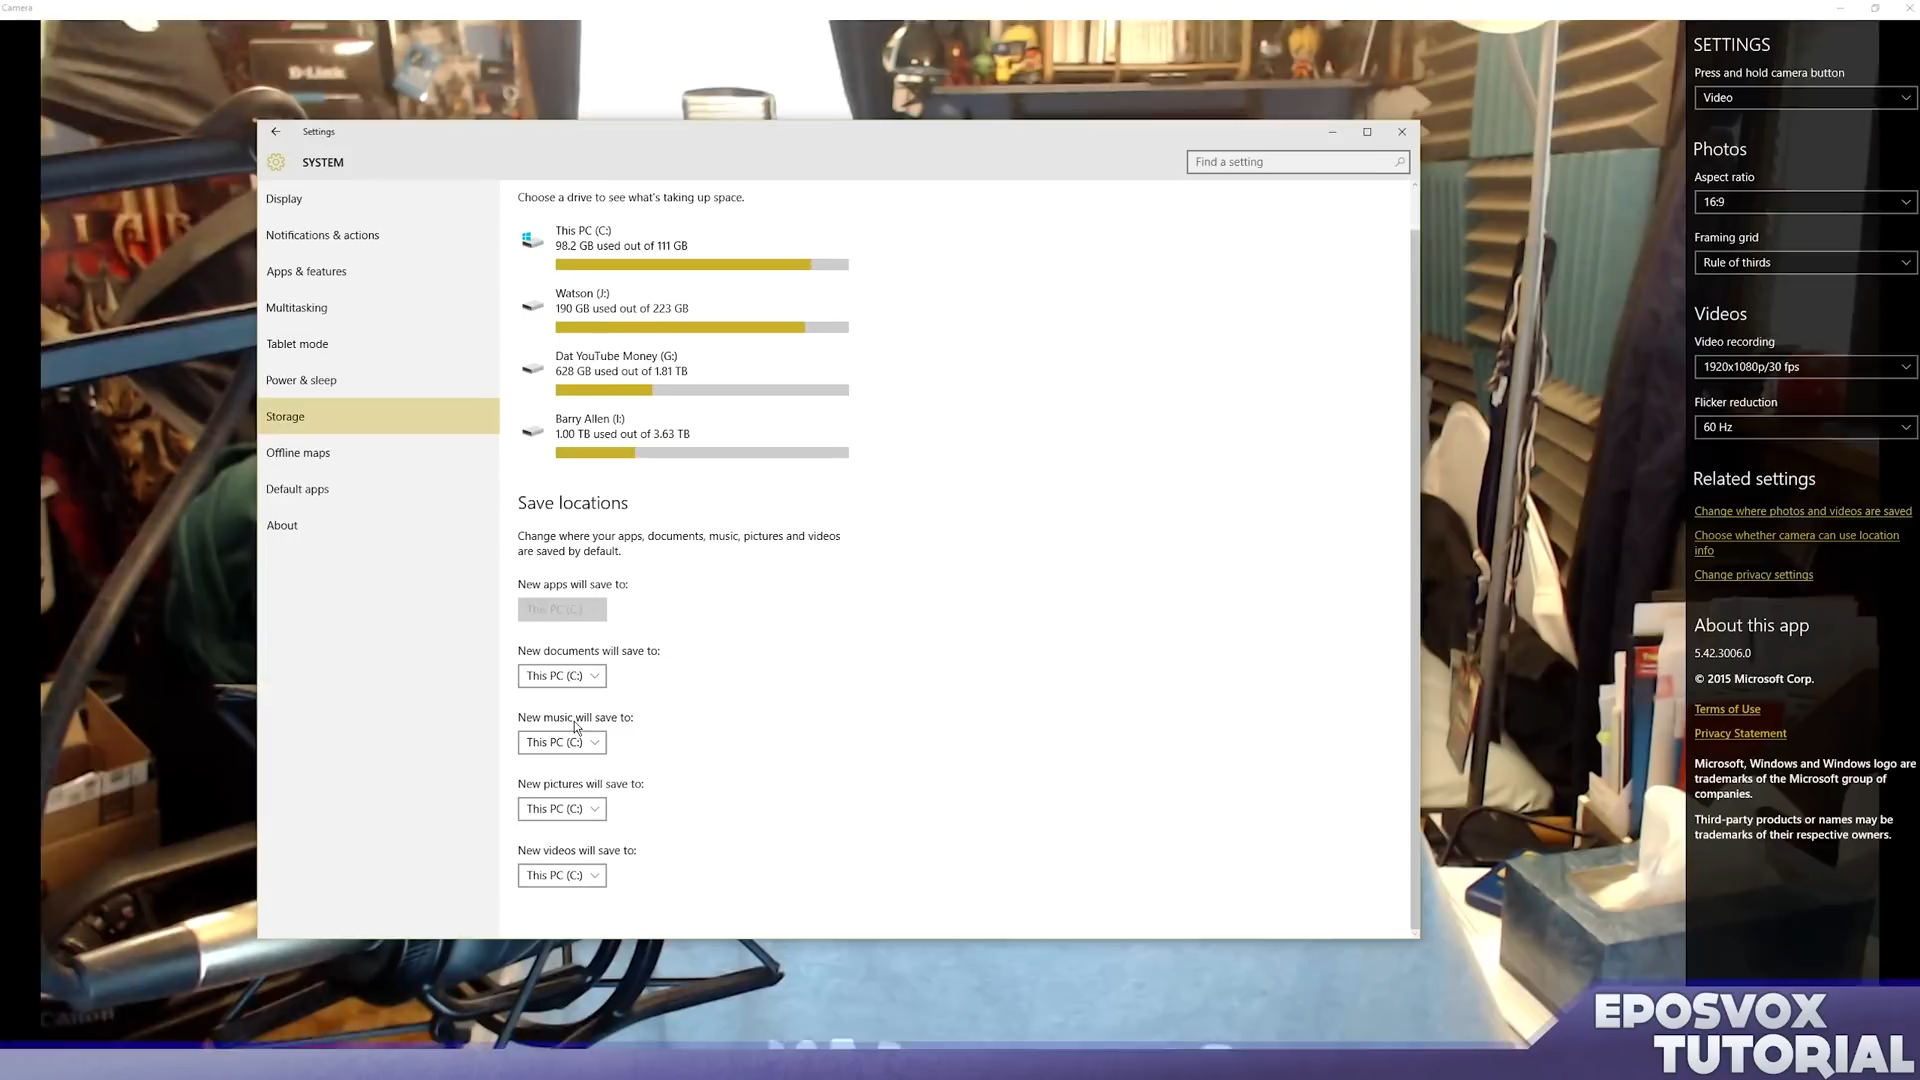 Camera
D-Link
Settings
SYSTEM
Find a setting
Display
Notifications & actions
Apps & features
Multitasking
Tablet mode
Power & sleep
Storage
Offline maps
Default apps
About
Choose a drive to see what's taking up space.
This PC (C:)
98.2 GB used out of 111 GB
Watson (J:)
190 GB used out of 223 GB
Dat YouTube Money (G:)
628 GB used out of 1.81 TB
Barry Allen (I:)
1.00 TB used out of 3.63 TB
Save locations
Change where your apps, documents, music, pictures and videos
are saved by default.
New apps will save to:
This PC (C:)
New documents will save to:
This PC (C:)
New music will save to:
This PC (C:)
New pictures will save to:
This PC (C:)
New videos will save to:
This PC (C:)
SETTINGS
Press and hold camera button
Video
Photos
Aspect ratio
16:9
Framing grid
Rule of thirds
Videos
Video recording
1920x1080p/30 fps
Flicker reduction
60 Hz
Related settings
Change where photos and videos are saved
Choose whether camera can use location
info
Change privacy settings
About this app
5.42.3006.0
© 2015 Microsoft Corp.
Terms of Use
Privacy Statement
Microsoft, Windows and Windows logo are
trademarks of the Microsoft group of
companies.
Third-party products or names may be
trademarks of their respective owners.
Canon
EPOSVOX
TUTORIAL